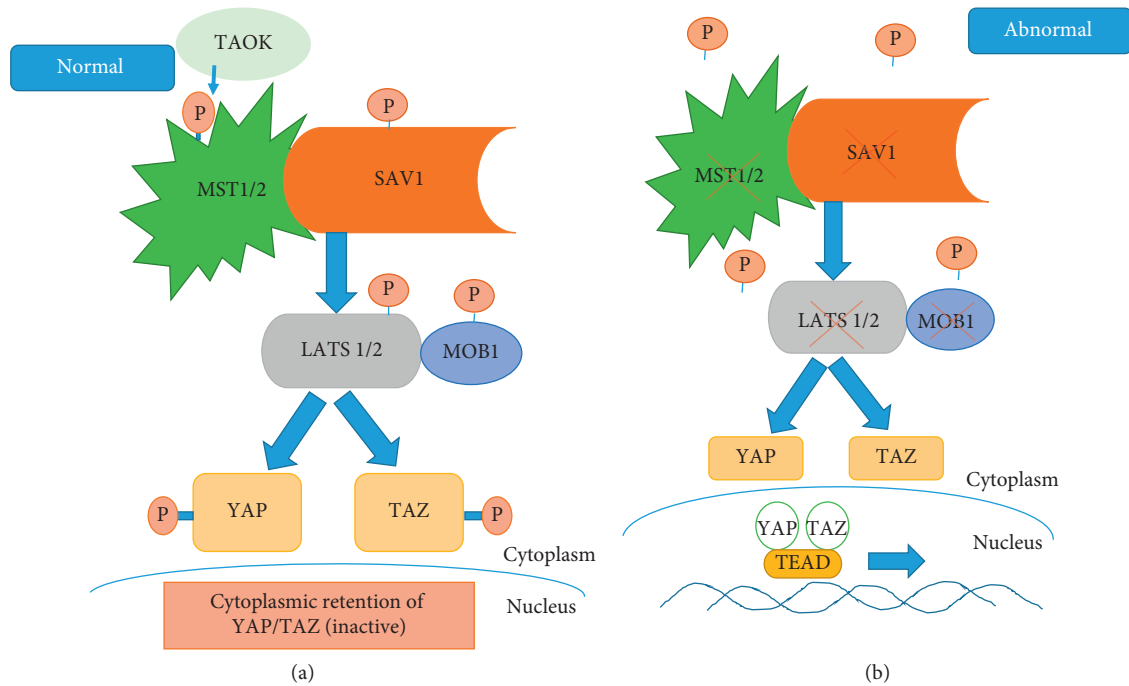 Normal
TAOK
P
P
MST1/2
SAV1
P
P
LATS 1/2
MOB1
P
YAP
TAZ
P
Cytoplasm
Nucleus
Cytoplasmic retention of
YAP/TAZ (inactive)
(a)
Abnormal
P
P
MST1/2
SAV1
P
P
LATS 1/2
MOB1
YAP
TAZ
Cytoplasm
Nucleus
YAP
TAZ
TEAD
(b)